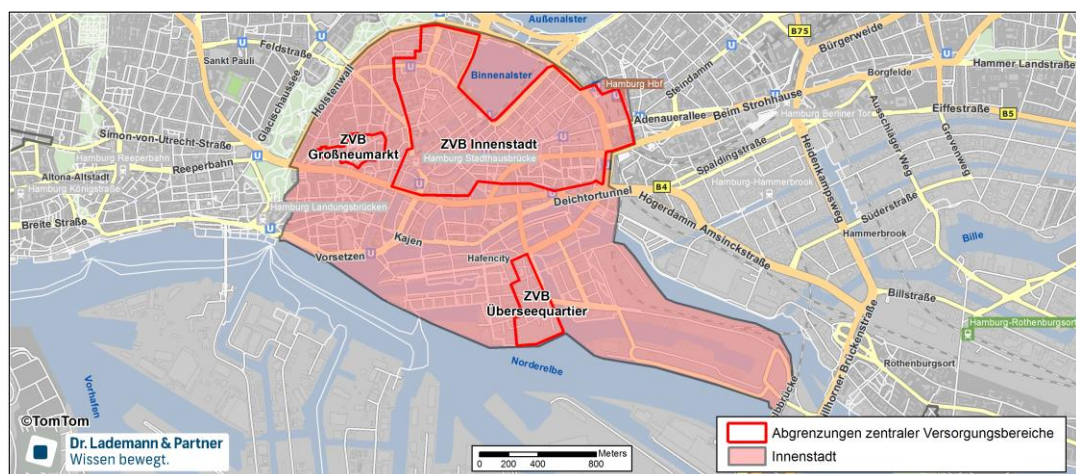 Außenalster
B75
Bürgerweide
Feldstraße
Sankt Pauli
Steindamm
Hammer Landstraße
Borgfelde
Glacischaussee
Holstenwall
Binnenalster
Hamburg Hbf
Adenauerallee
Beim Strohhause
Eiffestraße
B5
Hamburg Berliner Tor
Ausschläger Weg
Grevenweg
Simon-von-Utrecht-Straße
Hamburg Reeperbahn
Reeperbahn
ZVB
Großneumarkt
ZVB Innenstadt
Hamburg Stadthausbrücke
Spaldingstraße
Heidenkampsweg
Altona-Altstadt
Hamburg Königstraße
Hamburg-Hammerbrook
B4
Deichtortunnel
Högerdamm
Amsinckstraße
Süderstraße
Breite Straße
Hamburg Landungsbrücken
Hammerbrook
Bille
Kajen
Vorsetzen
Hafencity
ZVB
Überseequartier
Billstraße
Hamburg-Rothenburgsort
Norderelbe
Rothenburgsort
Billhorner Brückenstraße
Vorhafen
©TomTom
Dr. Lademann & Partner
Wissen bewegt.
Meters
0 200 400 800
Abgrenzungen zentraler Versorgungsbereiche
Innenstadt